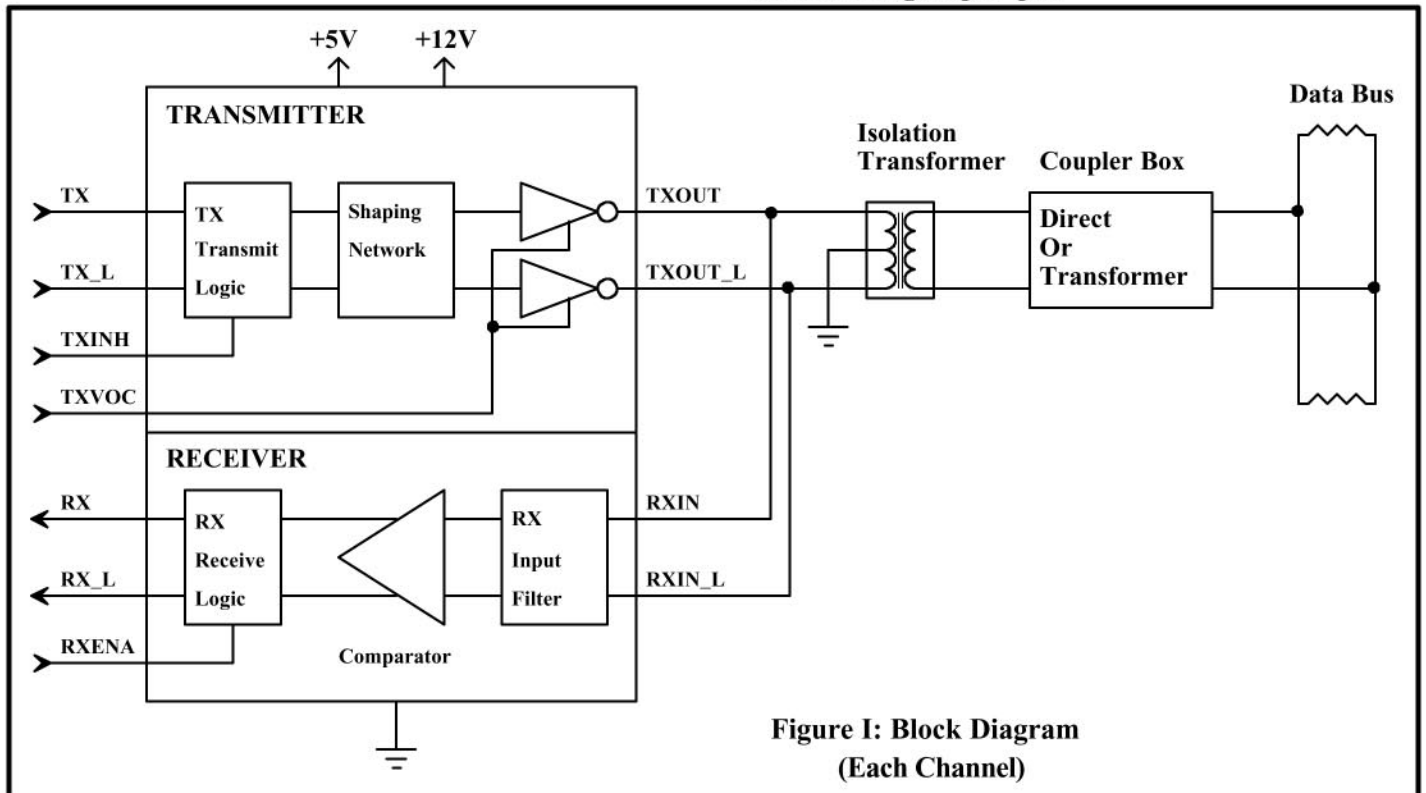 +5V
+12V
TRANSMITTER
TX
TX_L
TXINH
TXVOC
TX
Transmit
Logic
Shaping
Network
TXOUT
TXOUT_L
Isolation
Transformer
Coupler Box
Direct
Or
Transformer
Data Bus
RECEIVER
RX
RX_L
RXENA
RX
Receive
Logic
Comparator
RX
Input
Filter
RXIN
RXIN_L
Figure I: Block Diagram
(Each Channel)